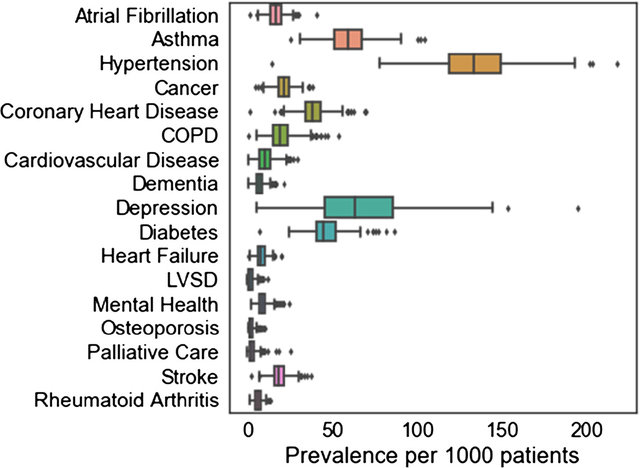 Atrial Fibrillation
Asthma
Hypertension
Cancer
Coronary Heart Disease
COPD
Cardiovascular Disease
Dementia
Depression
Diabetes
Heart Failure
LVSD
Mental Health
Osteoporosis
Palliative Care
Stroke
Rheumatoid Arthritis
0 50 100 150 200
Prevalence per 1000 patients